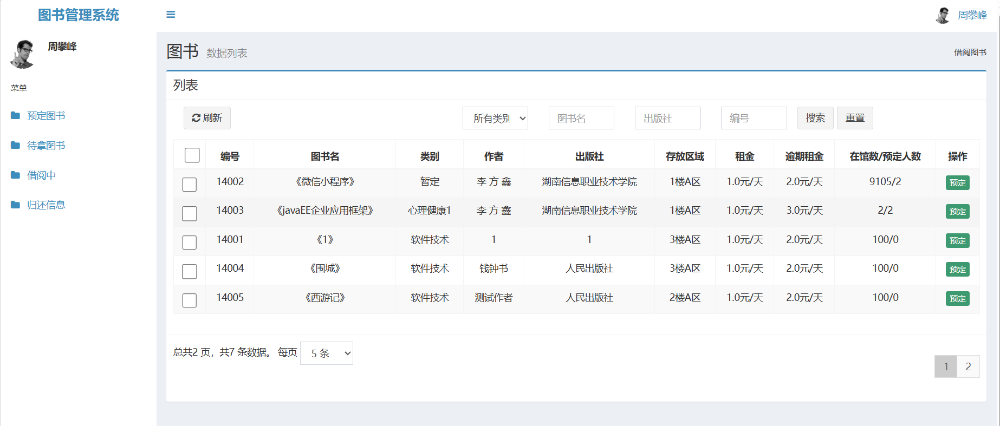 图书管理系统
周攀峰
周攀峰
菜单
预定图书
待拿图书
借阅中
归还信息
图书 数据列表
借阅图书
列表
刷新 所有类别 图书名 出版社 编号 搜索 重置
编号 图书名 类别 作者 出版社 存放区域 租金 逾期租金 在馆数/预定人数 操作
14002 《微信小程序》 暂定 李 方 鑫 湖南信息职业技术学院 1楼A区 1.0元/天 2.0元/天 9105/2 预定
14003 《javaEE企业应用框架》 心理健康1 李 方 鑫 湖南信息职业技术学院 1楼A区 1.0元/天 3.0元/天 2/2 预定
14001 《1》 软件技术 1 1 3楼A区 1.0元/天 2.0元/天 100/0 预定
14004 《围城》 软件技术 钱钟书 人民出版社 3楼A区 1.0元/天 2.0元/天 100/0 预定
14005 《西游记》 软件技术 测试作者 人民出版社 2楼A区 1.0元/天 2.0元/天 100/0 预定
总共2 页，共7 条数据。 每页 5 条
1 2